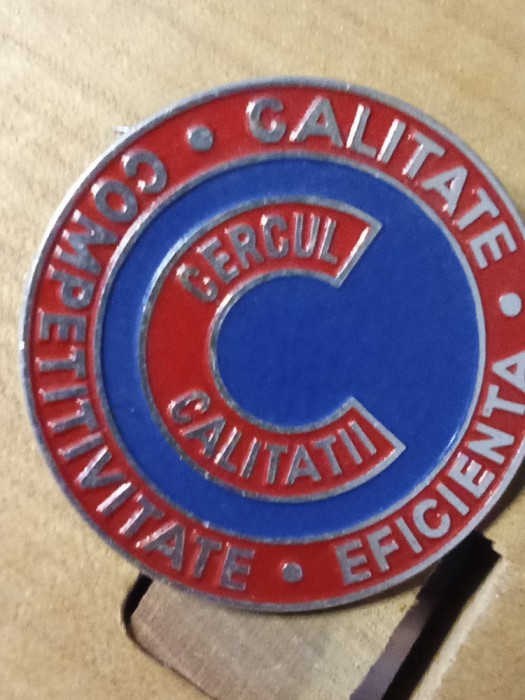 CALITATE • EFICIENTA • COMPETITIVITATE •
CERCUL
CALITATII